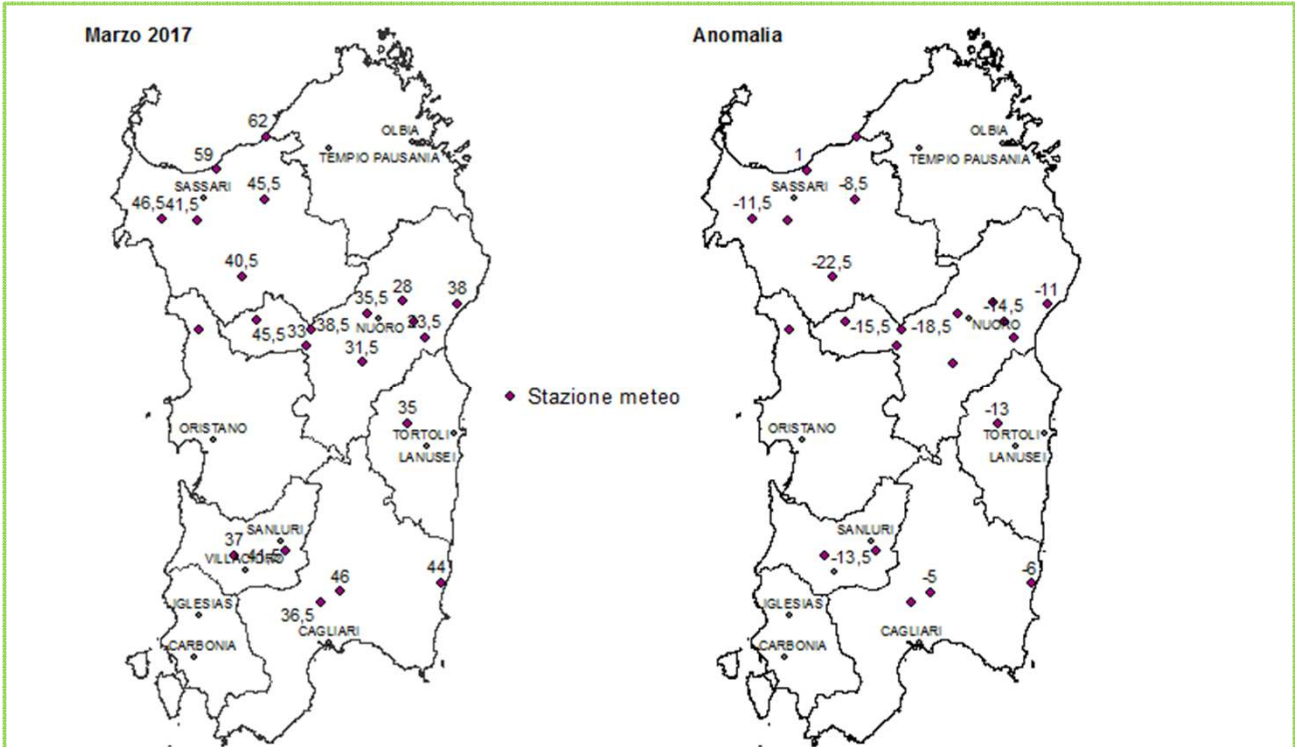 Marzo 2017
62
OLBIA
TEMPIO PAUSANIA
59
SASSARI
45,5
46,5
41,5
40,5
28
38
35,5
NUORO
23,5
45,5
33
38,5
31,5
35
ORISTANO
TORTOLI
LANUSEI
SANLURI
37
41,5
VILLACIDRO
46
44
36,5
IGLESIAS
CAGLIARI
CARBONIA
Stazione meteo
Anomalia
OLBIA
TEMPIO PAUSANIA
1
SASSARI
-8,5
-11,5
-22,5
-11
-14,5
NUORO
-15,5
-18,5
-13
ORISTANO
TORTOLI
LANUSEI
SANLURI
-13,5
-5
-6
IGLESIAS
CAGLIARI
CARBONIA